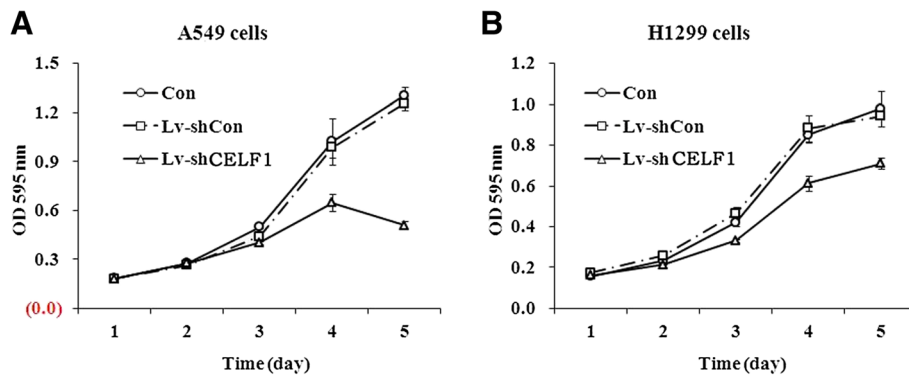 A
A549 cells
1.5
1.2
0.9
0.6
0.3
(0.0)
OD 595 nm
Con
Lv-shCon
Lv-shCELF1
1 2 3 4 5
Time (day)
B
H1299 cells
1.2
1.0
0.8
0.6
0.4
0.2
0.0
OD 595 nm
Con
Lv-shCon
Lv-shCELF1
1 2 3 4 5
Time (day)